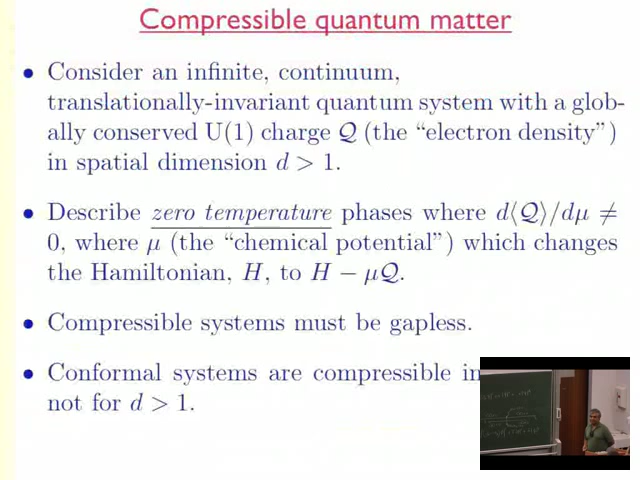 Compressible quantum matter
• Consider an infinite, continuum,
translationally-invariant quantum system with a glob-
ally conserved U(1) charge 𝒬 (the “electron density”)
in spatial dimension d > 1.
• Describe zero temperature phases where d⟨𝒬⟩/dμ ≠
0, where μ (the “chemical potential”) which changes
the Hamiltonian, H, to H − μ𝒬.
• Compressible systems must be gapless.
• Conformal systems are compressible in
not for d > 1.